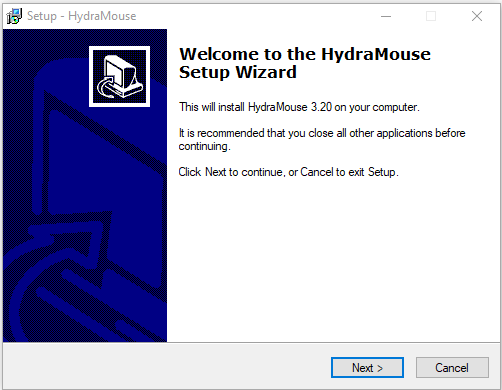 Setup - HydraMouse
Welcome to the HydraMouse
Setup Wizard
This will install HydraMouse 3.20 on your computer.
It is recommended that you close all other applications before
continuing.
Click Next to continue, or Cancel to exit Setup.
Next >
Cancel